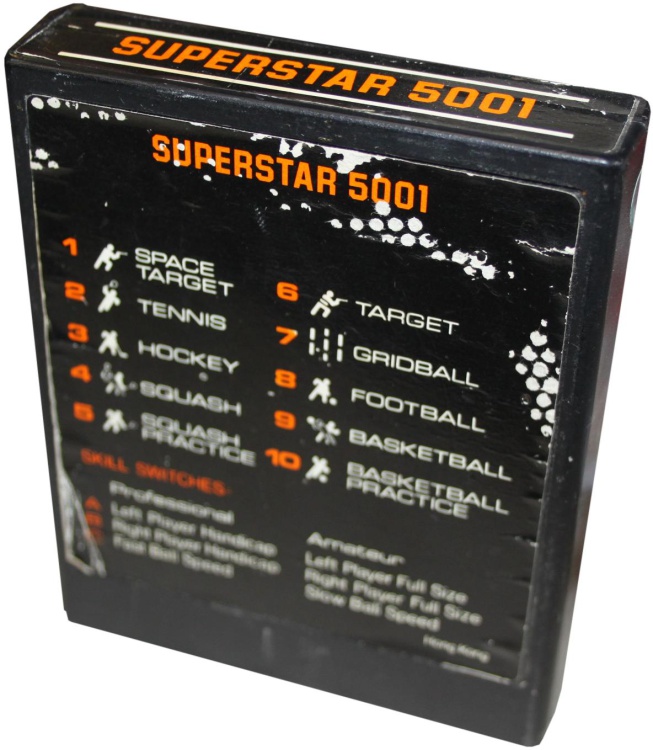 SUPERSTAR 5001
SUPERSTAR 5001
1 SPACE
TARGET
2 TENNIS
3 HOCKEY
4 SQUASH
5 SQUASH
PRACTICE
6 TARGET
7 GRIDBALL
8 FOOTBALL
9 BASKETBALL
10 BASKETBALL
PRACTICE
SKILL SWITCHES:
Professional
A Left Player Handicap
B Right Player Handicap
Fast Ball Speed
Amateur
Left Player Full Size
Right Player Full Size
Slow Ball Speed
Hong Kong